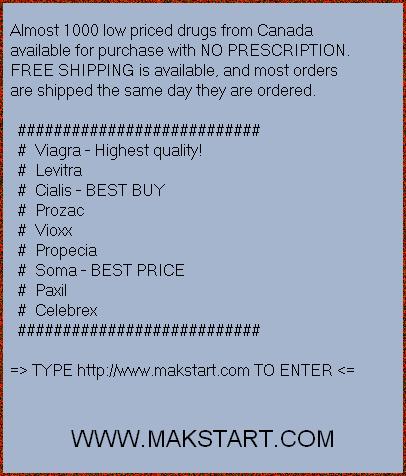 Almost 1000 low priced drugs from Canada
available for purchase with NO PRESCRIPTION.
FREE SHIPPING is available, and most orders
are shipped the same day they are ordered.
###########################
# Viagra - Highest quality!
# Levitra
# Cialis - BEST BUY
# Prozac
# Vioxx
# Propecia
# Soma - BEST PRICE
# Paxil
# Celebrex
###########################
=> TYPE http://www.makstart.com TO ENTER <=
WWW.MAKSTART.COM